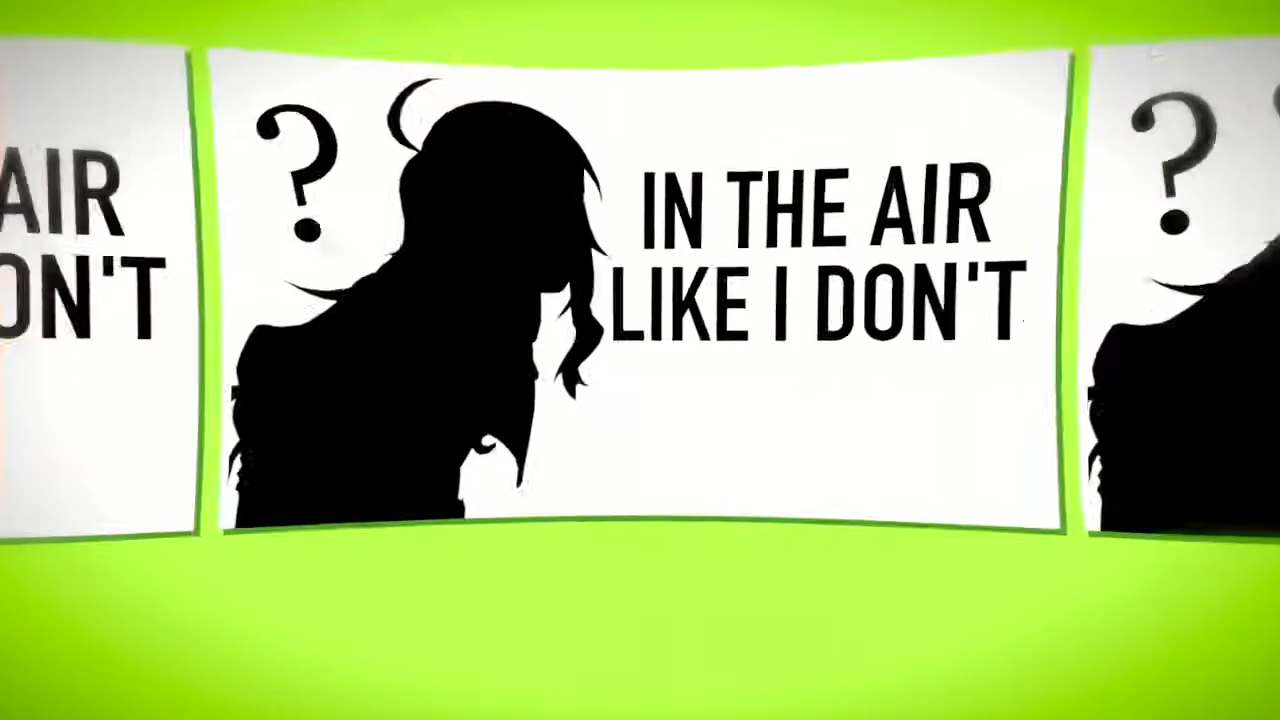 AIR
ON'T
?
IN THE AIR
LIKE I DON'T
?